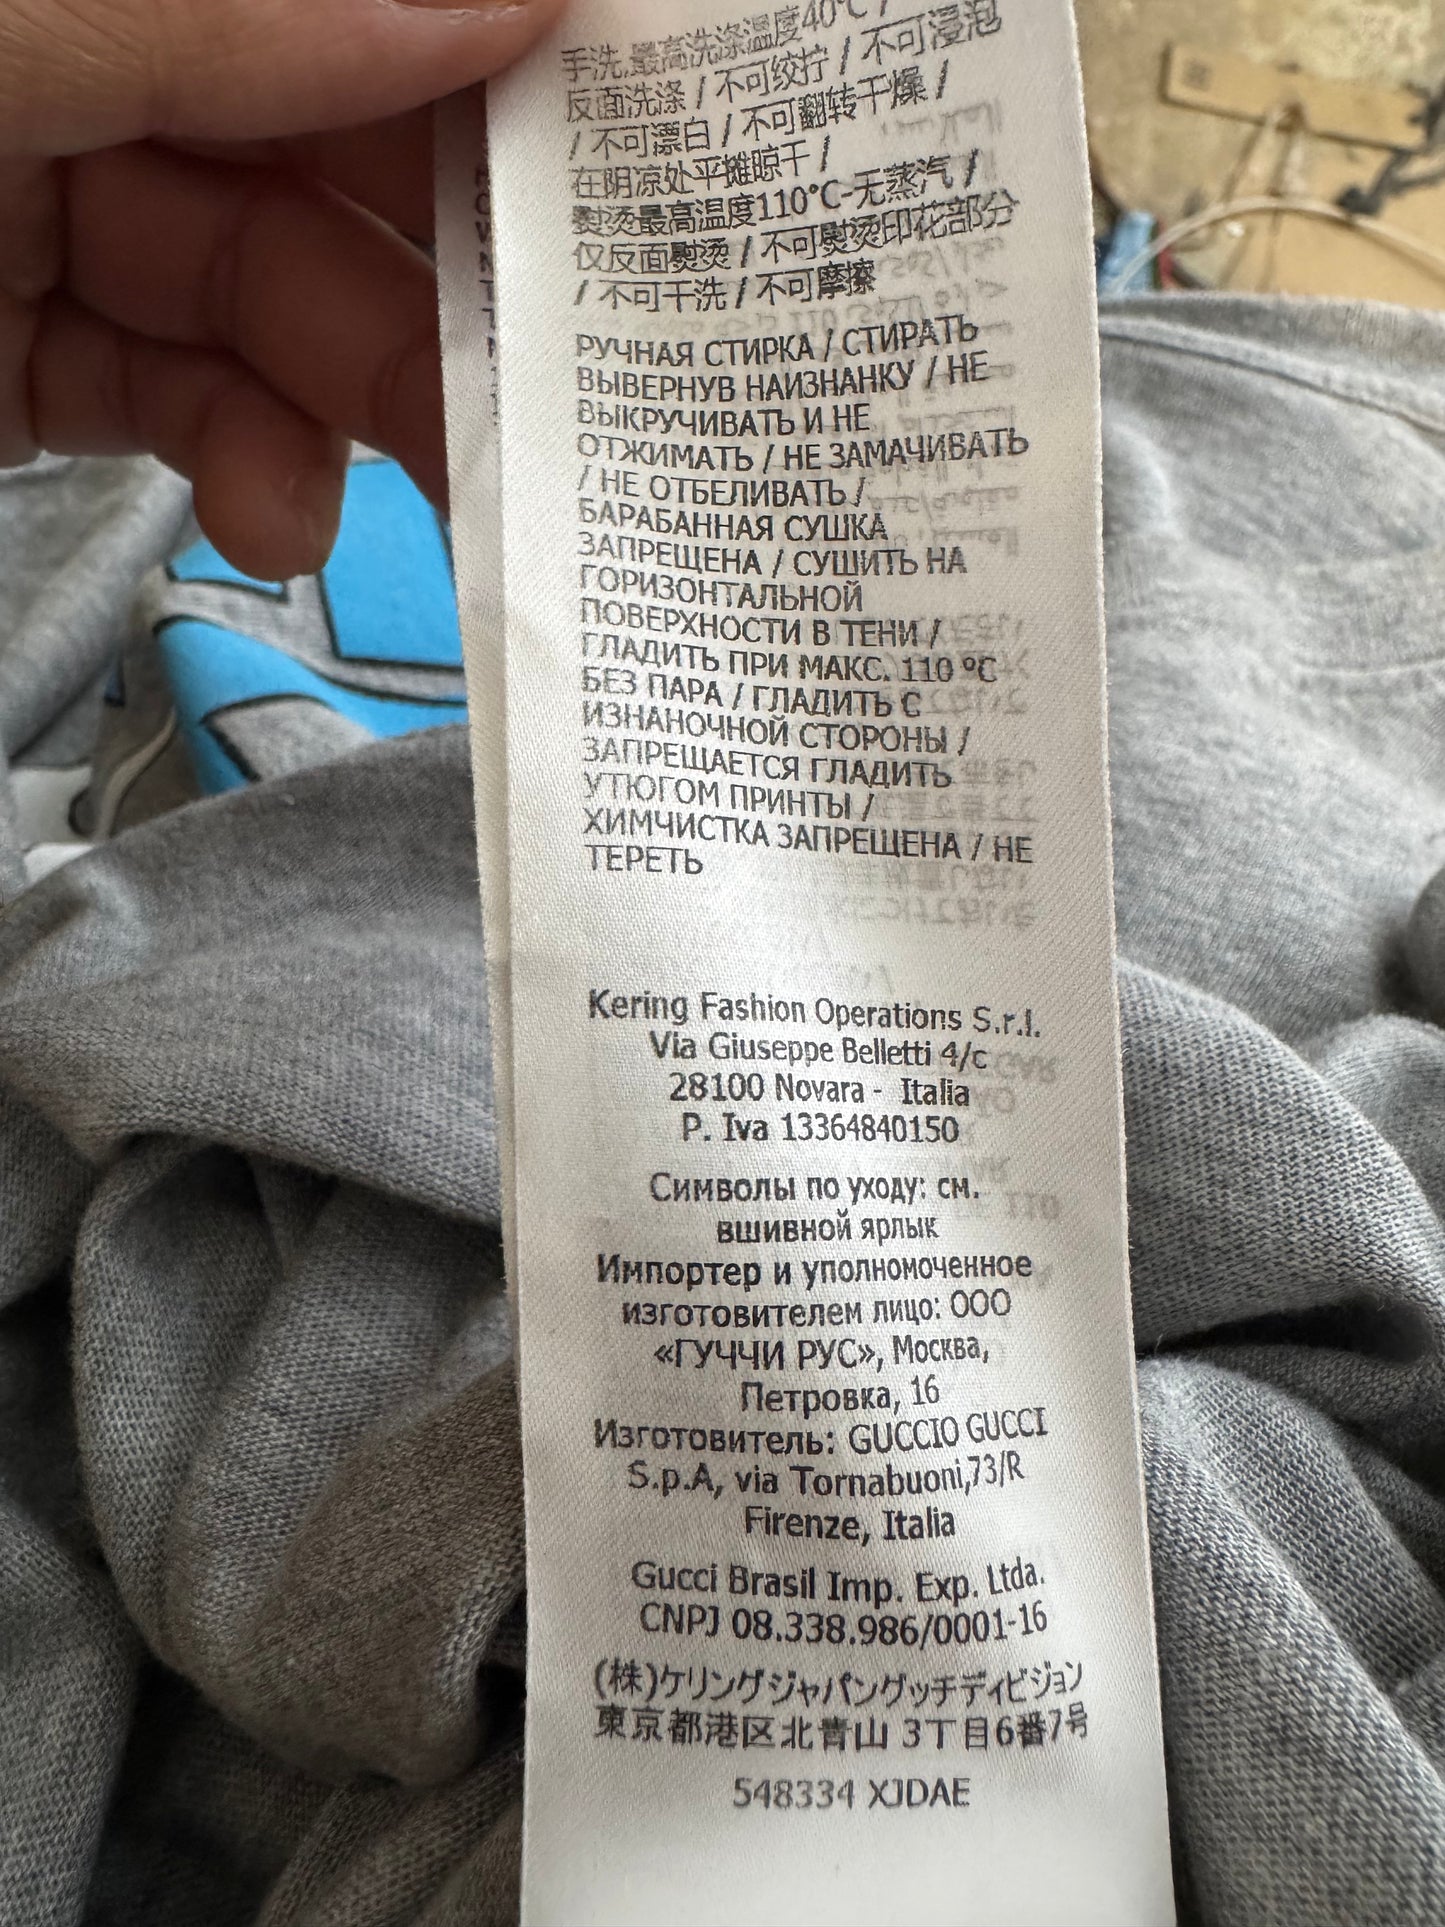 手洗,最高洗涤温度40℃ /
反面洗涤 / 不可绞拧 / 不可浸泡
/ 不可漂白 / 不可翻转干燥 /
在阴凉处平摊晾干 /
熨烫最高温度110℃-无蒸汽 /
仅反面熨烫 / 不可熨烫印花部分
/ 不可干洗 / 不可摩擦
РУЧНАЯ СТИРКА / СТИРАТЬ
ВЫВЕРНУВ НАИЗНАНКУ / НЕ
ВЫКРУЧИВАТЬ И НЕ
ОТЖИМАТЬ / НЕ ЗАМАЧИВАТЬ
/ НЕ ОТБЕЛИВАТЬ /
БАРАБАННАЯ СУШКА
ЗАПРЕЩЕНА / СУШИТЬ НА
ГОРИЗОНТАЛЬНОЙ
ПОВЕРХНОСТИ В ТЕНИ /
ГЛАДИТЬ ПРИ МАКС. 110 ºC
БЕЗ ПАРА / ГЛАДИТЬ С
ИЗНАНОЧНОЙ СТОРОНЫ /
ЗАПРЕЩАЕТСЯ ГЛАДИТЬ
УТЮГОМ ПРИНТЫ /
ХИМЧИСТКА ЗАПРЕЩЕНА / НЕ
ТЕРЕТЬ
Kering Fashion Operations S.r.l.
Via Giuseppe Belletti 4/c
28100 Novara - Italia
P. Iva 13364840150
Символы по уходу: см.
вшивной ярлык
Импортер и уполномоченное
изготовителем лицо: ООО
«ГУЧЧИ РУС», Москва,
Петровка, 16
Изготовитель: GUCCIO GUCCI
S.p.A, via Tornabuoni,73/R
Firenze, Italia
Gucci Brasil Imp. Exp. Ltda.
CNPJ 08.338.986/0001-16
(株)ケリングジャパングッチディビジョン
東京都港区北青山 3丁目6番7号
548334 XJDAE